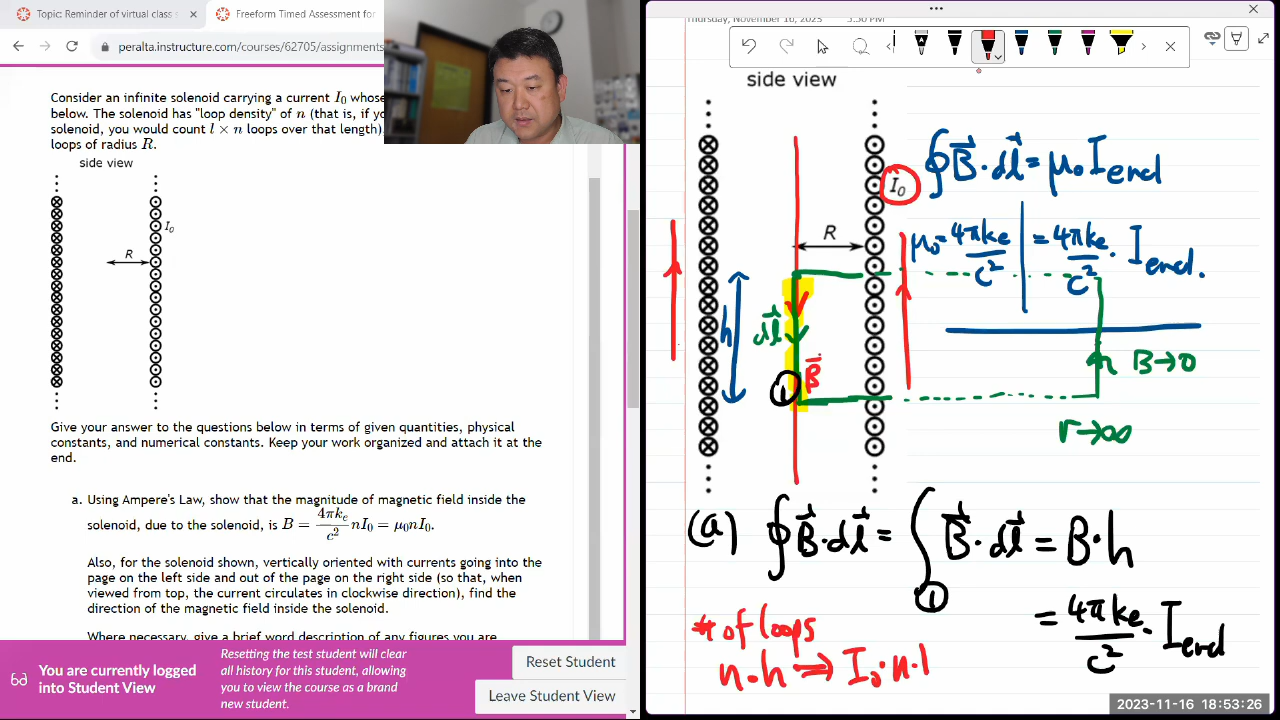 Topic: Reminder of virtual class
Freeform Timed Assessment for
peralta.instructure.com/courses/62705/assignments
Consider an infinite solenoid carrying a current I₀ whose
below. The solenoid has "loop density" of n (that is, if yo
solenoid, you would count l × n loops over that length).
loops of radius R.
side view
I₀
R
Give your answer to the questions below in terms of given quantities, physical
constants, and numerical constants. Keep your work organized and attach it at the
end.
a. Using Ampere's Law, show that the magnitude of magnetic field inside the
solenoid, due to the solenoid, is B = 4πkₑ/c² nI₀ = μ₀nI₀.
Also, for the solenoid shown, vertically oriented with currents going into the
page on the left side and out of the page on the right side (so that, when
viewed from top, the current circulates in clockwise direction), find the
direction of the magnetic field inside the solenoid.
Where necessary, give a brief word description of any figures you are
You are currently logged
into Student View
Resetting the test student will clear
all history for this student, allowing
you to view the course as a brand
new student.
Reset Student
Leave Student View
Thursday, November 16, 2023 5:50 PM
side view
I₀
R
∮B⃗·dl⃗ = μ₀ I encl
μ₀ = 4πke/c² | = 4πke/c² · I encl.
h
dl⃗
B⃗
①
B→0
r→∞
(a) ∮B⃗·dl⃗ = ∫① B⃗·dl⃗ = B·h
= 4πke/c² · I encl
# of loops
n·h ⇒ I₀·n·l
2023-11-16 18:53:26